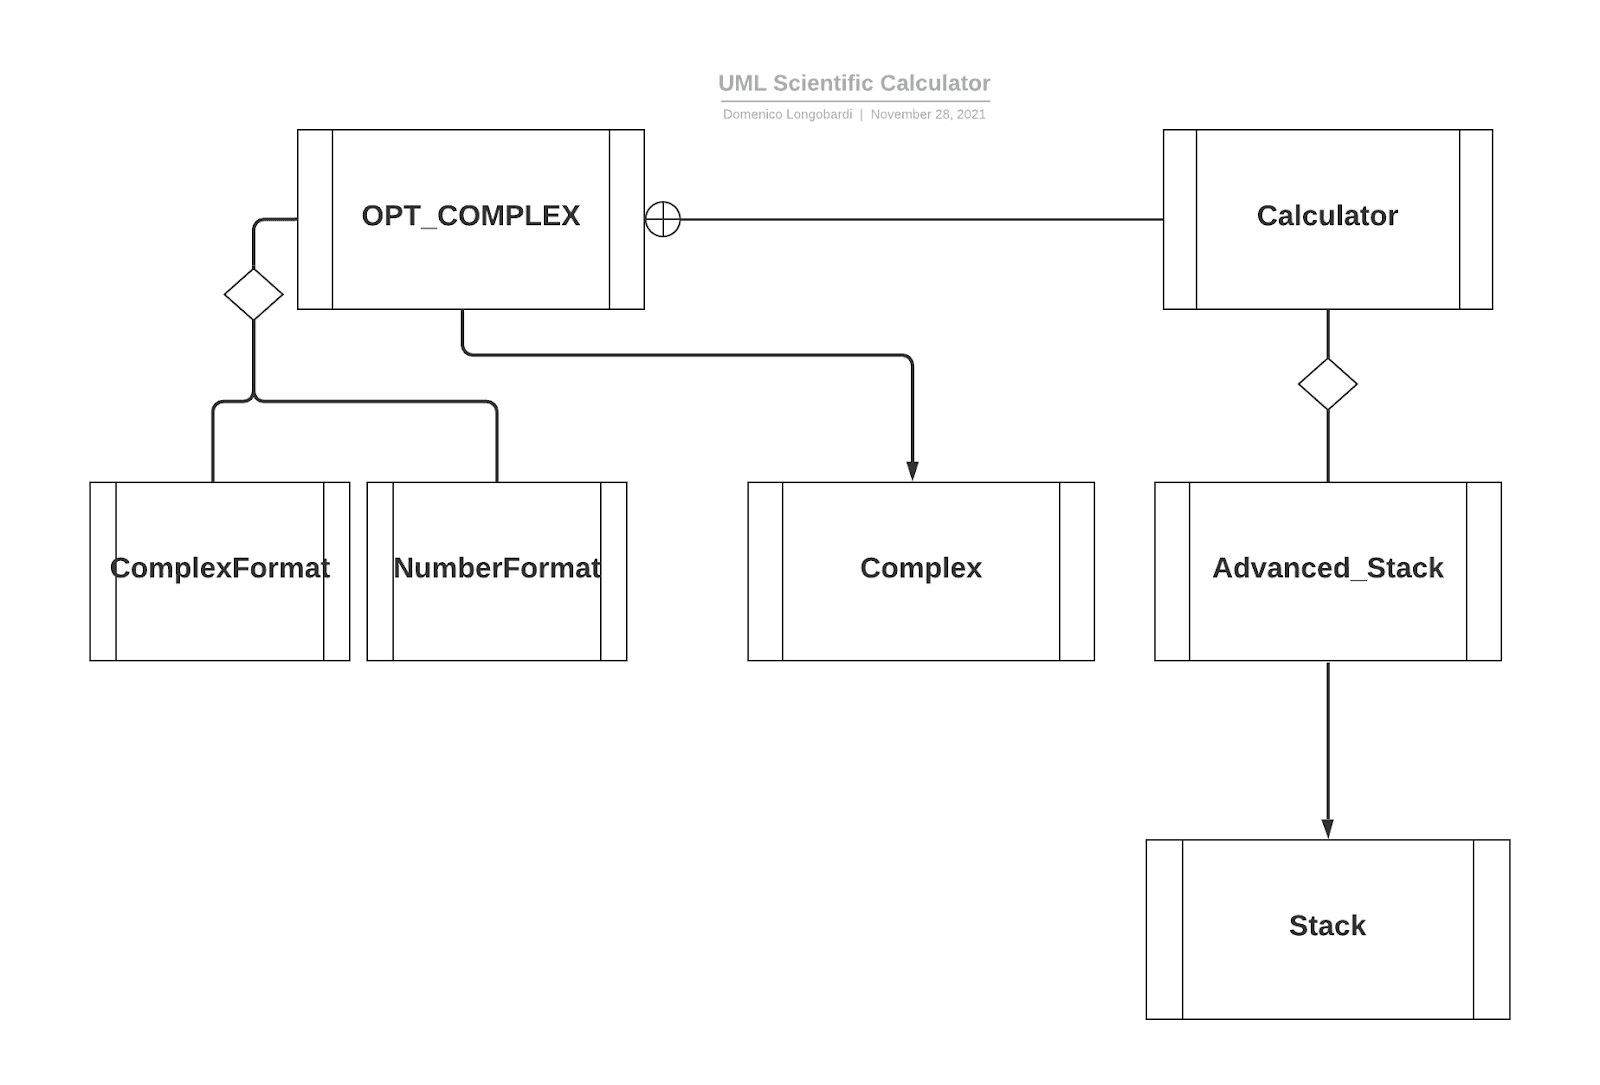 UML Scientific Calculator
Domenico Longobardi | November 28, 2021
OPT_COMPLEX
Calculator
ComplexFormat
NumberFormat
Complex
Advanced_Stack
Stack